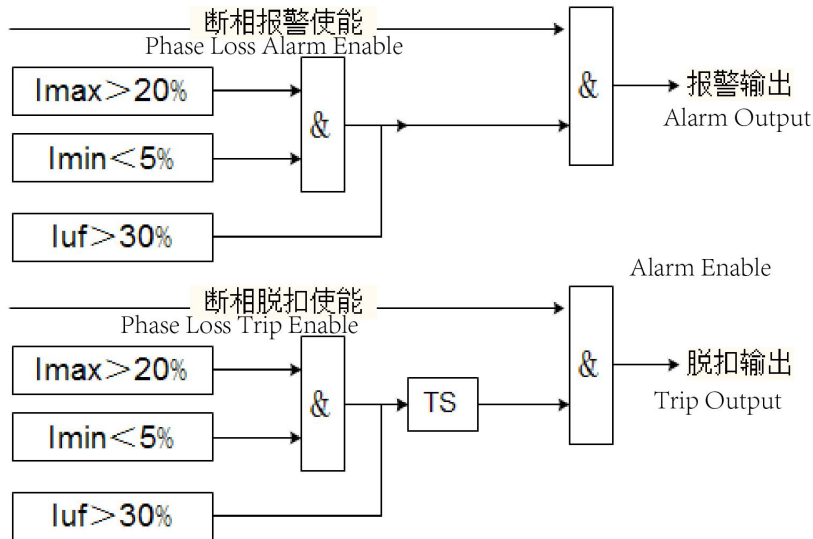 断相报警使能
Phase Loss Alarm Enable
Imax＞20%
&
&
报警输出
Alarm Output
Imin＜5%
Iuf＞30%
Alarm Enable
断相脱扣使能
Phase Loss Trip Enable
Imax＞20%
&
TS
&
脱扣输出
Trip Output
Imin＜5%
Iuf＞30%